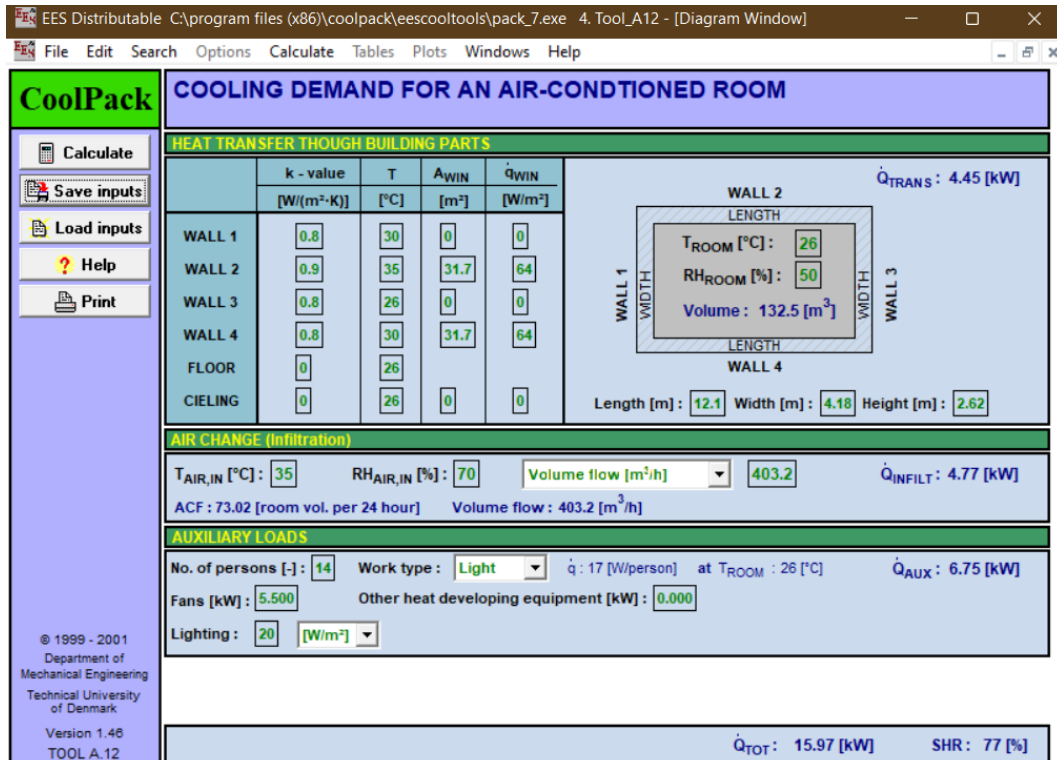 EES Distributable C:\program files (x86)\coolpack\eescooltools\pack_7.exe 4. Tool_A12 - [Diagram Window]
File Edit Search Options Calculate Tables Plots Windows Help
CoolPack
COOLING DEMAND FOR AN AIR-CONDTIONED ROOM
Calculate
Save inputs
Load inputs
Help
Print
HEAT TRANSFER THOUGH BUILDING PARTS
k - value T AWIN q̇WIN
[W/(m²·K)] [°C] [m²] [W/m²]
WALL 1 0.8 30 0 0
WALL 2 0.9 35 31.7 64
WALL 3 0.8 26 0 0
WALL 4 0.8 30 31.7 64
FLOOR 0 26
CIELING 0 26 0 0
Q̇TRANS : 4.45 [kW]
WALL 2
LENGTH
WALL 1
WIDTH
TROOM [°C] : 26
RHROOM [%] : 50
Volume : 132.5 [m³]
WIDTH
WALL 3
LENGTH
WALL 4
Length [m] : 12.1 Width [m] : 4.18 Height [m] : 2.62
AIR CHANGE (Infiltration)
TAIR,IN [°C] : 35 RHAIR,IN [%] : 70 Volume flow [m³/h] 403.2 Q̇INFILT : 4.77 [kW]
ACF : 73.02 [room vol. per 24 hour] Volume flow : 403.2 [m³/h]
AUXILIARY LOADS
No. of persons [-] : 14 Work type : Light q̇ : 17 [W/person] at TROOM : 26 [°C] Q̇AUX : 6.75 [kW]
Fans [kW] : 5.500 Other heat developing equipment [kW] : 0.000
Lighting : 20 [W/m²]
© 1999 - 2001
Department of
Mechanical Engineering
Technical University
of Denmark
Version 1.46
TOOL A.12
Q̇TOT : 15.97 [kW] SHR : 77 [%]